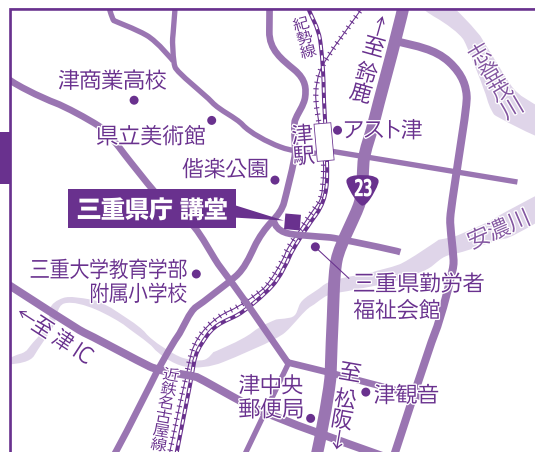 紀勢線
←至 鈴鹿
志登茂川
津商業高校
県立美術館
津駅
アスト津
偕楽公園
23
三重県庁 講堂
安濃川
三重大学教育学部
附属小学校
三重県勤労者
福祉会館
←至津IC
近鉄名古屋線
津中央
郵便局
至 松阪→
津観音